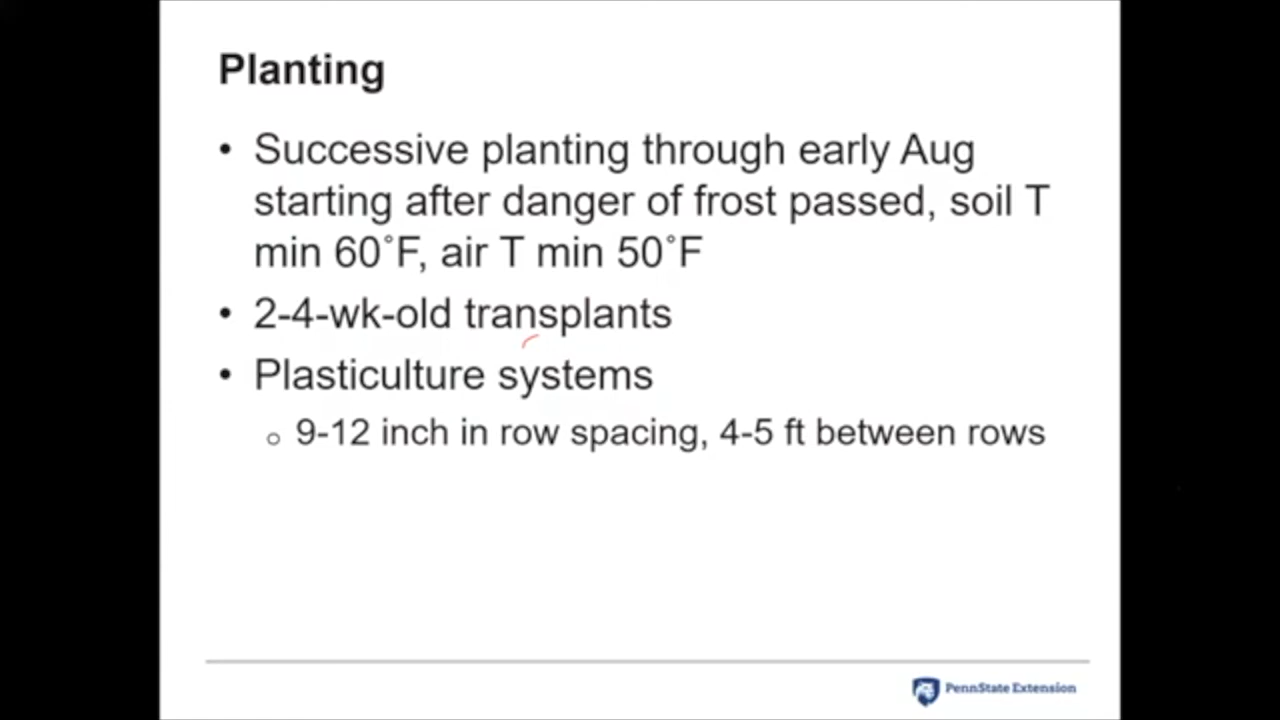 Planting
• Successive planting through early Aug
starting after danger of frost passed, soil T
min 60˚F, air T min 50˚F
• 2-4-wk-old transplants
• Plasticulture systems
o 9-12 inch in row spacing, 4-5 ft between rows
PennState Extension